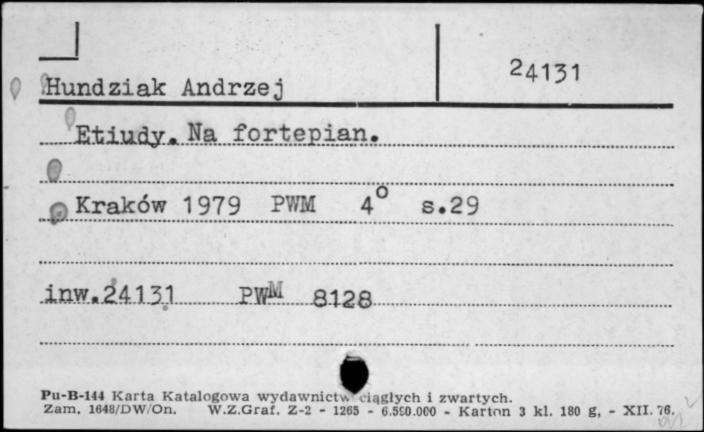 24131
Hundziak Andrzej
Etiudy. Na fortepian.
Kraków 1979 PWM 4° s.29
inw.24131 PWM 8128
Pu-B-144 Karta Katalogowa wydawnictw ciągłych i zwartych.
Zam. 1648/DW/On. W.Z.Graf. Z-2 - 1265 - 6.550.000 - Karton 3 kl. 180 g, - XII. 76.